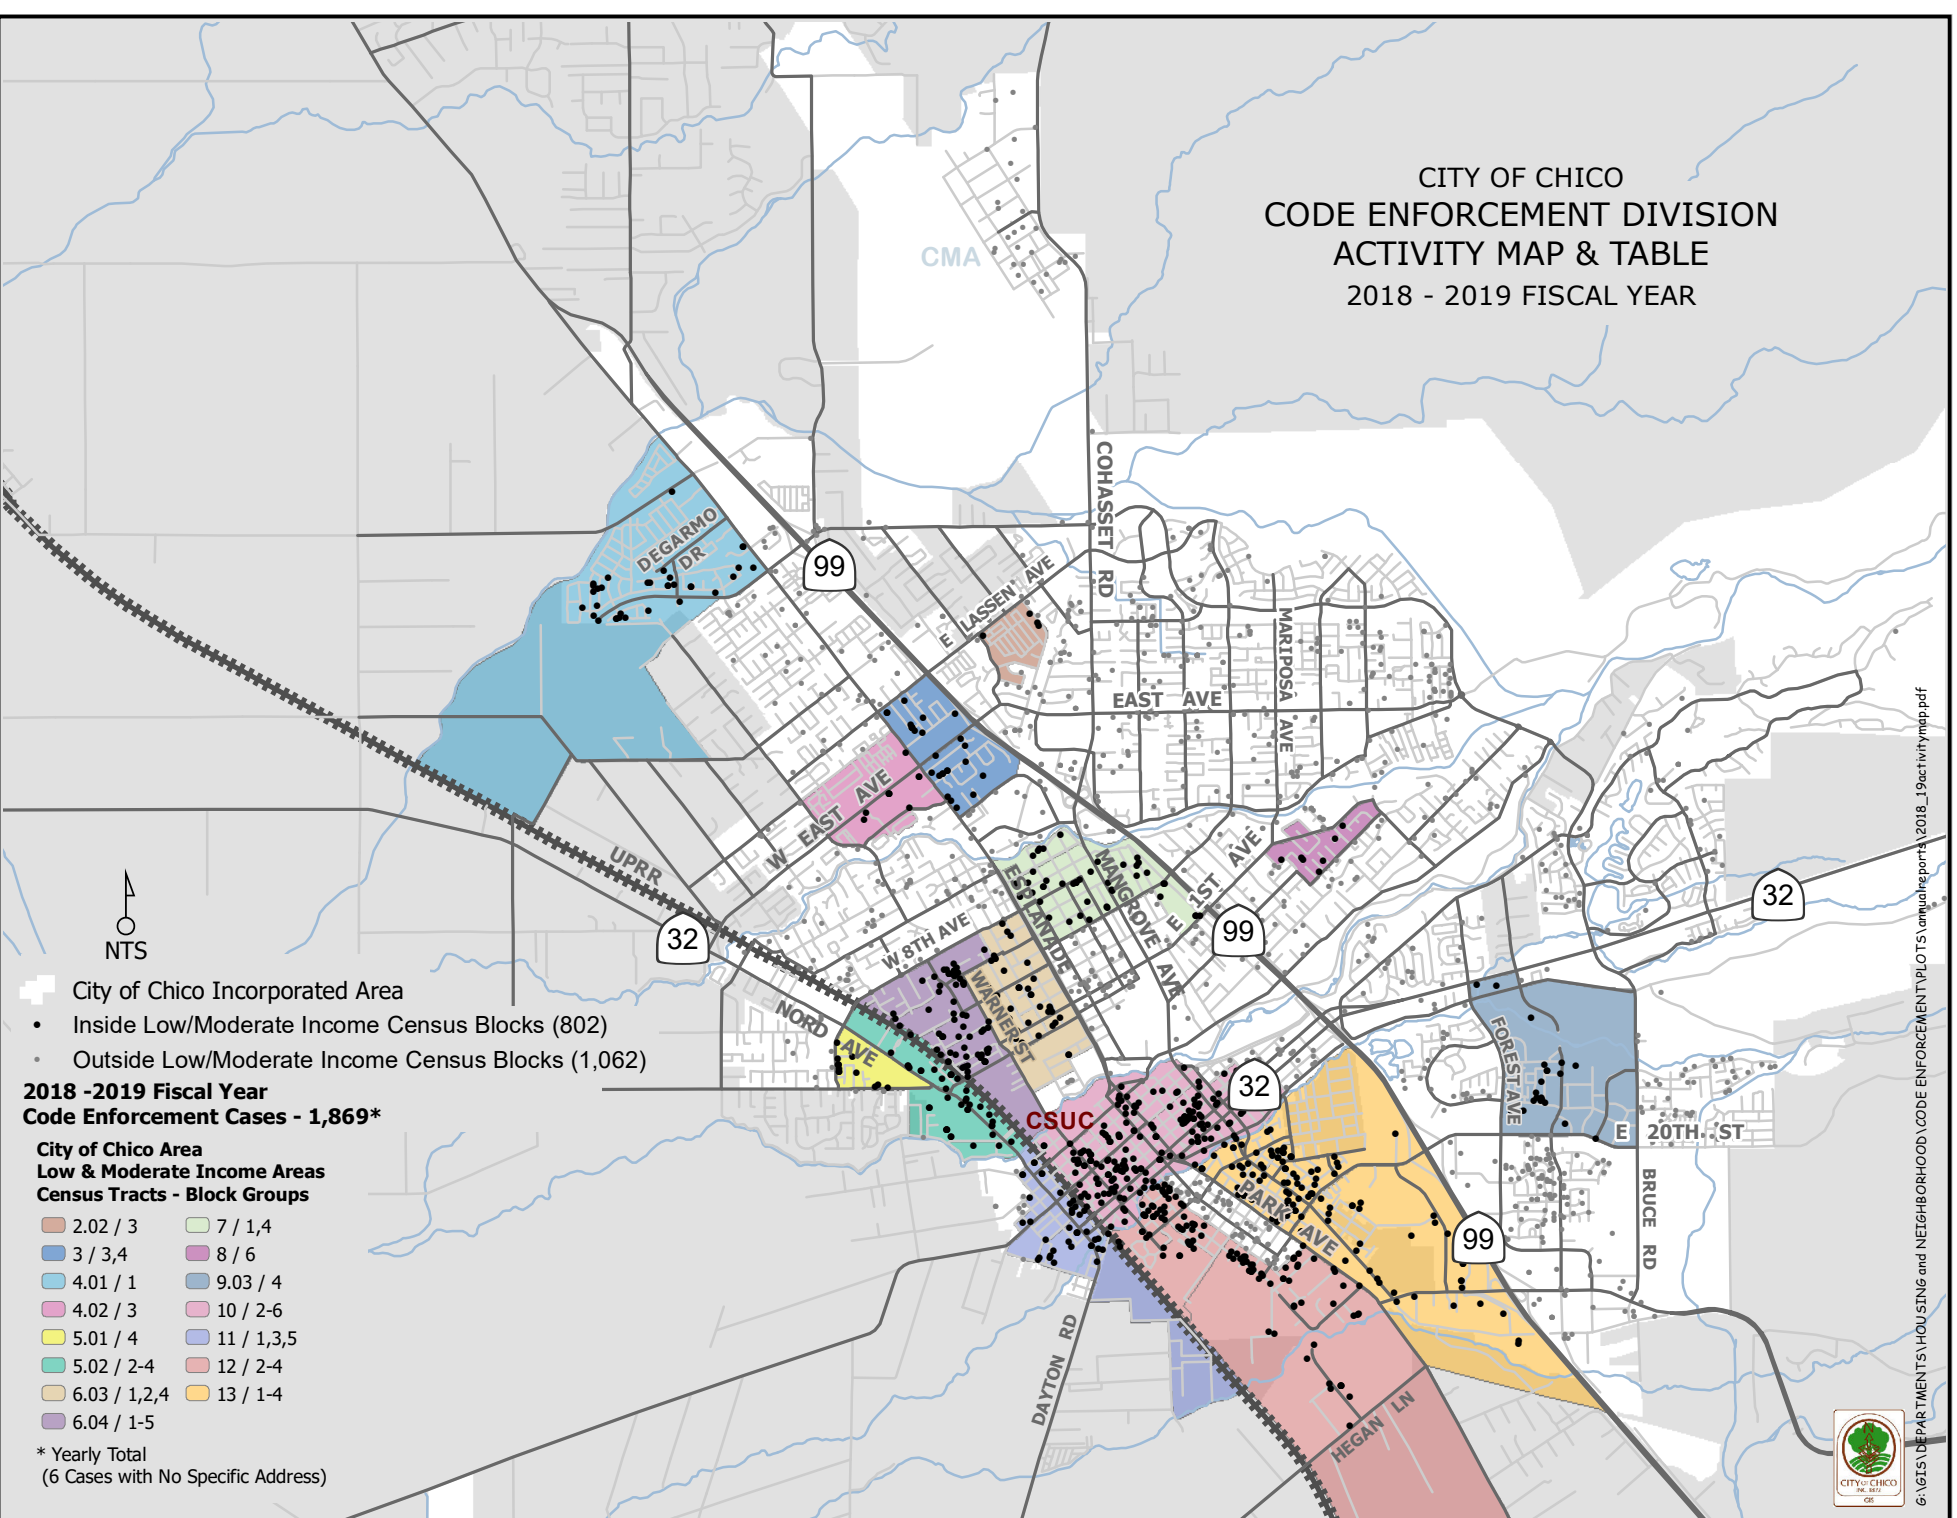 CITY OF CHICO
CODE ENFORCEMENT DIVISION
ACTIVITY MAP & TABLE
2018 - 2019 FISCAL YEAR
CMA
COHASSET RD
DEGARMO
DR
99
E LASSEN AVE
MARIPOSA AVE
EAST AVE
W EAST AVE
UPRR
32
MANGROVE AVE
E 1ST AVE
ESPLANADE
99
32
W 8TH AVE
WARNER ST
NORD
AVE
NTS
FOREST AVE
32
CSUC
E 20TH ST
PARK AVE
BRUCE RD
99
DAYTON RD
HEGAN LN
City of Chico Incorporated Area
Inside Low/Moderate Income Census Blocks (802)
Outside Low/Moderate Income Census Blocks (1,062)
2018 -2019 Fiscal Year
Code Enforcement Cases - 1,869*
City of Chico Area
Low & Moderate Income Areas
Census Tracts - Block Groups
2.02 / 3
7 / 1,4
3 / 3,4
8 / 6
4.01 / 1
9.03 / 4
4.02 / 3
10 / 2-6
5.01 / 4
11 / 1,3,5
5.02 / 2-4
12 / 2-4
6.03 / 1,2,4
13 / 1-4
6.04 / 1-5
* Yearly Total
(6 Cases with No Specific Address)
G:\GIS\DEPARTMENTS\HOUSING and NEIGHBORHOOD\CODE ENFORCEMENT\PLOTS\annualreports\2018_19activitymap.pdf
CITY OF CHICO
INC. 1872
GIS